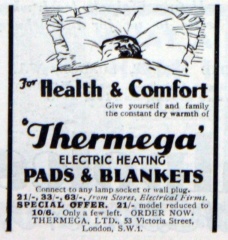 For Health & Comfort
Give yourself and family
the constant dry warmth of
'Thermega'
ELECTRIC HEATING
PADS & BLANKETS
Connect to any lamp socket or wall plug.
21/-, 33/-, 63/-, from Stores, Electrical Firms.
SPECIAL OFFER. 21/- model reduced to
10/6. Only a few left. ORDER NOW.
THERMEGA, LTD., 53 Victoria Street,
London, S.W.1.